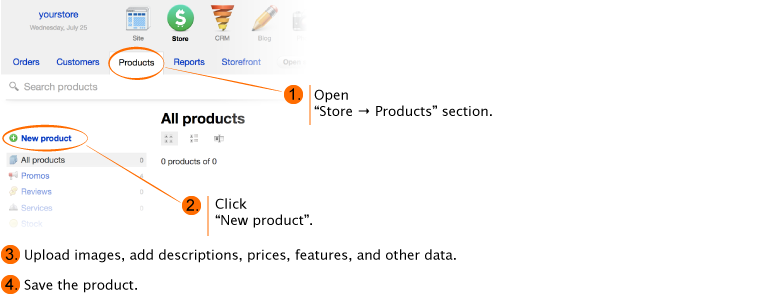 yourstore
Wednesday, July 25
Site
Store
CRM
Blog
Orders
Customers
Products
Reports
Storefront
Search products
1. Open
“Store → Products” section.
All products
New product
0 products of 0
All products 0
Promos 4
Reviews 0
Services 0
Stock
2. Click
“New product”.
3. Upload images, add descriptions, prices, features, and other data.
4. Save the product.